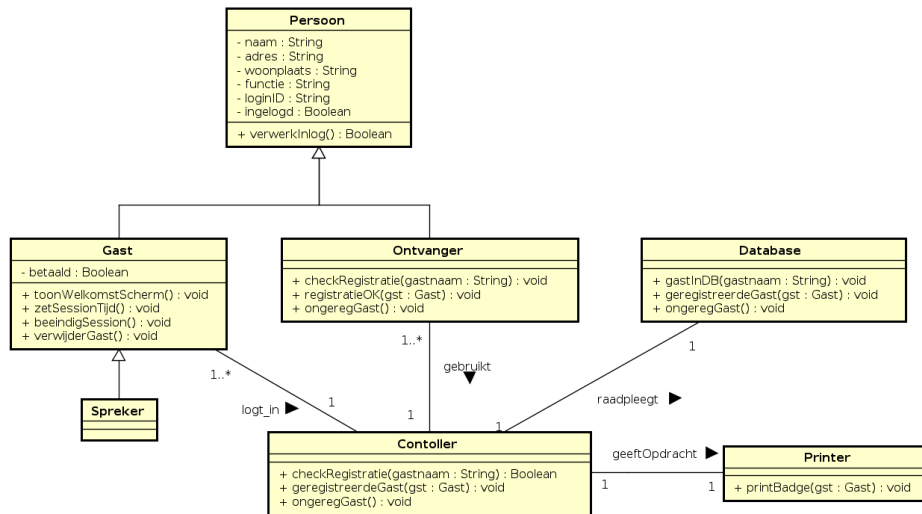 Persoon
- naam : String
- adres : String
- woonplaats : String
- functie : String
- loginID : String
- ingelogd : Boolean
+ verwerkInlog() : Boolean
Gast
- betaald : Boolean
+ toonWelkomstScherm() : void
+ zetSessionTijd() : void
+ beeindigSession() : void
+ verwijderGast() : void
Ontvanger
+ checkRegistratie(gastnaam : String) : void
+ registratieOK(gst : Gast) : void
+ ongeregGast() : void
Database
+ gastInDB(gastnaam : String) : void
+ geregistreerdeGast(gst : Gast) : void
+ ongeregGast() : void
1..*
1..*
1
gebruikt
Spreker
logt_in
1
1
raadpleegt
1
Contoller
+ checkRegistratie(gastnaam : String) : Boolean
+ geregistreerdeGast(gst : Gast) : void
+ ongeregGast() : void
geeftOpdracht
1
1
Printer
+ printBadge(gst : Gast) : void